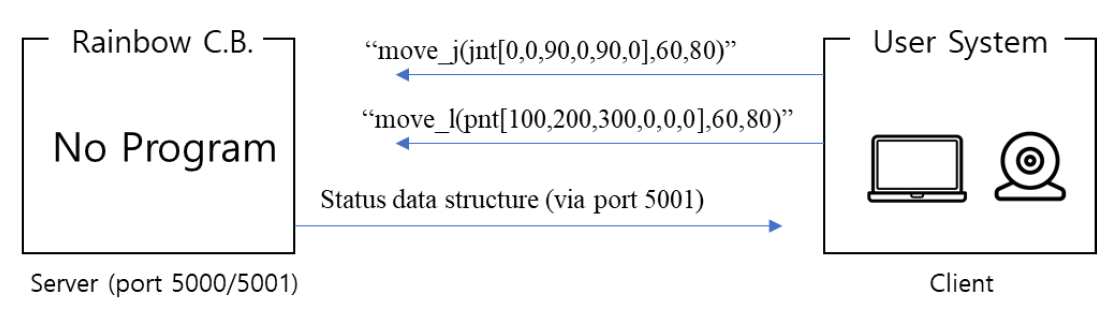 Rainbow C.B.
No Program
Server (port 5000/5001)
“move_j(jnt[0,0,90,0,90,0],60,80)”
“move_l(pnt[100,200,300,0,0,0],60,80)”
Status data structure (via port 5001)
User System
Client